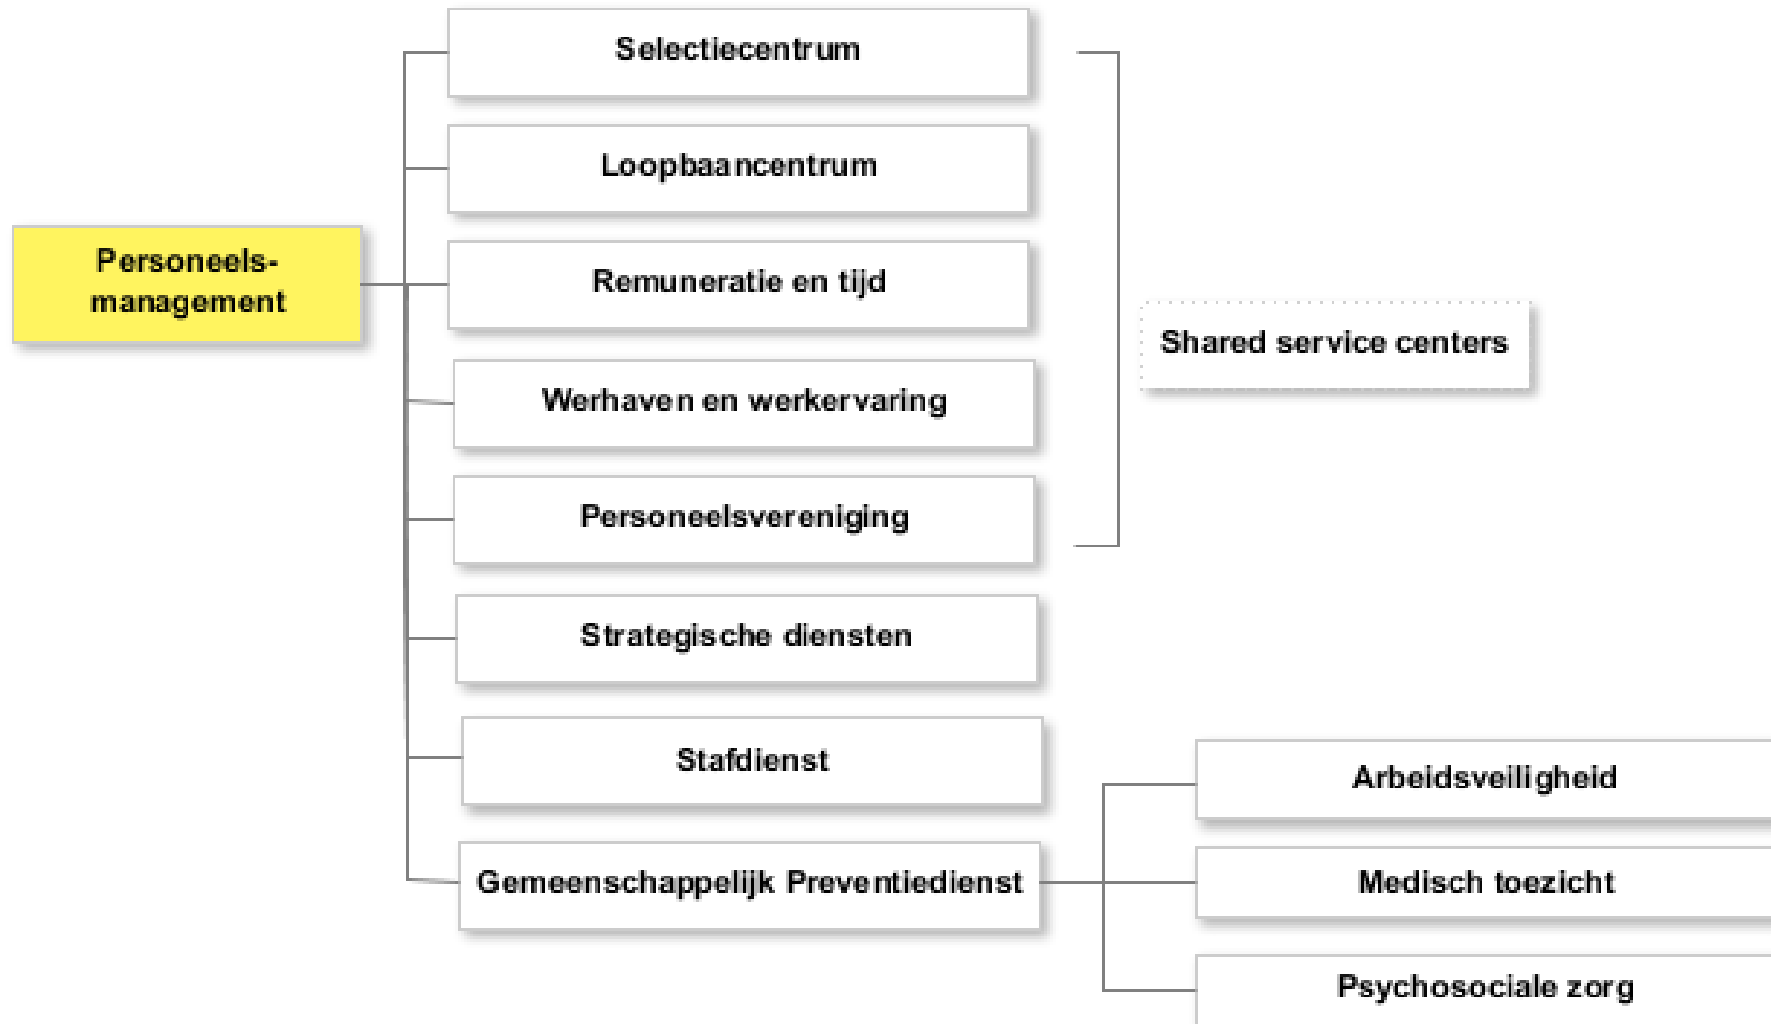 Selectiecentrum
Loopbaancentrum
Personeels-
management
Remuneratie en tijd
Shared service centers
Werhaven en werkervaring
Personeelsvereniging
Strategische diensten
Stafdienst
Arbeidsveiligheid
Gemeenschappelijk Preventiedienst
Medisch toezicht
Psychosociale zorg